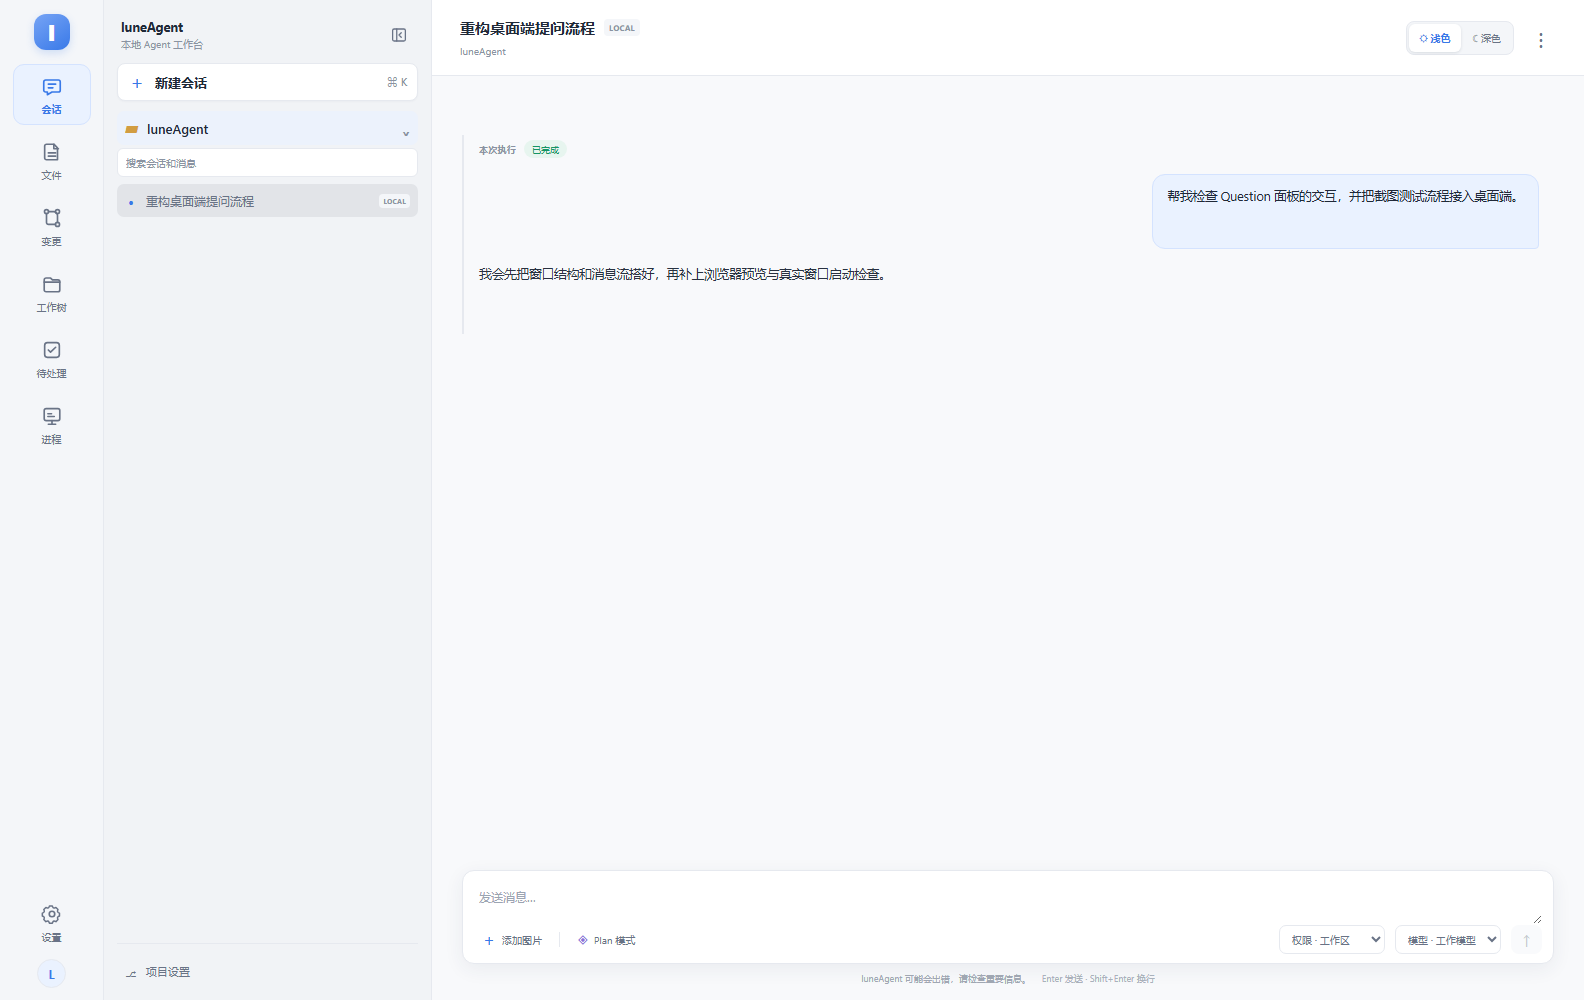 会话
文件
变更
工作树
待处理
进程
设置
L
luneAgent
本地 Agent 工作台
+ 新建会话 ⌘ K
luneAgent
搜索会话和消息
重构桌面端提问流程 LOCAL
项目设置
重构桌面端提问流程 LOCAL
luneAgent
浅色 深色
本次执行 已完成
帮我检查 Question 面板的交互，并把截图测试流程接入桌面端。
我会先把窗口结构和消息流搭好，再补上浏览器预览与真实窗口启动检查。
发送消息...
+ 添加图片 Plan 模式 权限 · 工作区 模型 · 工作模型 ↑
luneAgent 可能会出错，请检查重要信息。 Enter 发送 · Shift+Enter 换行